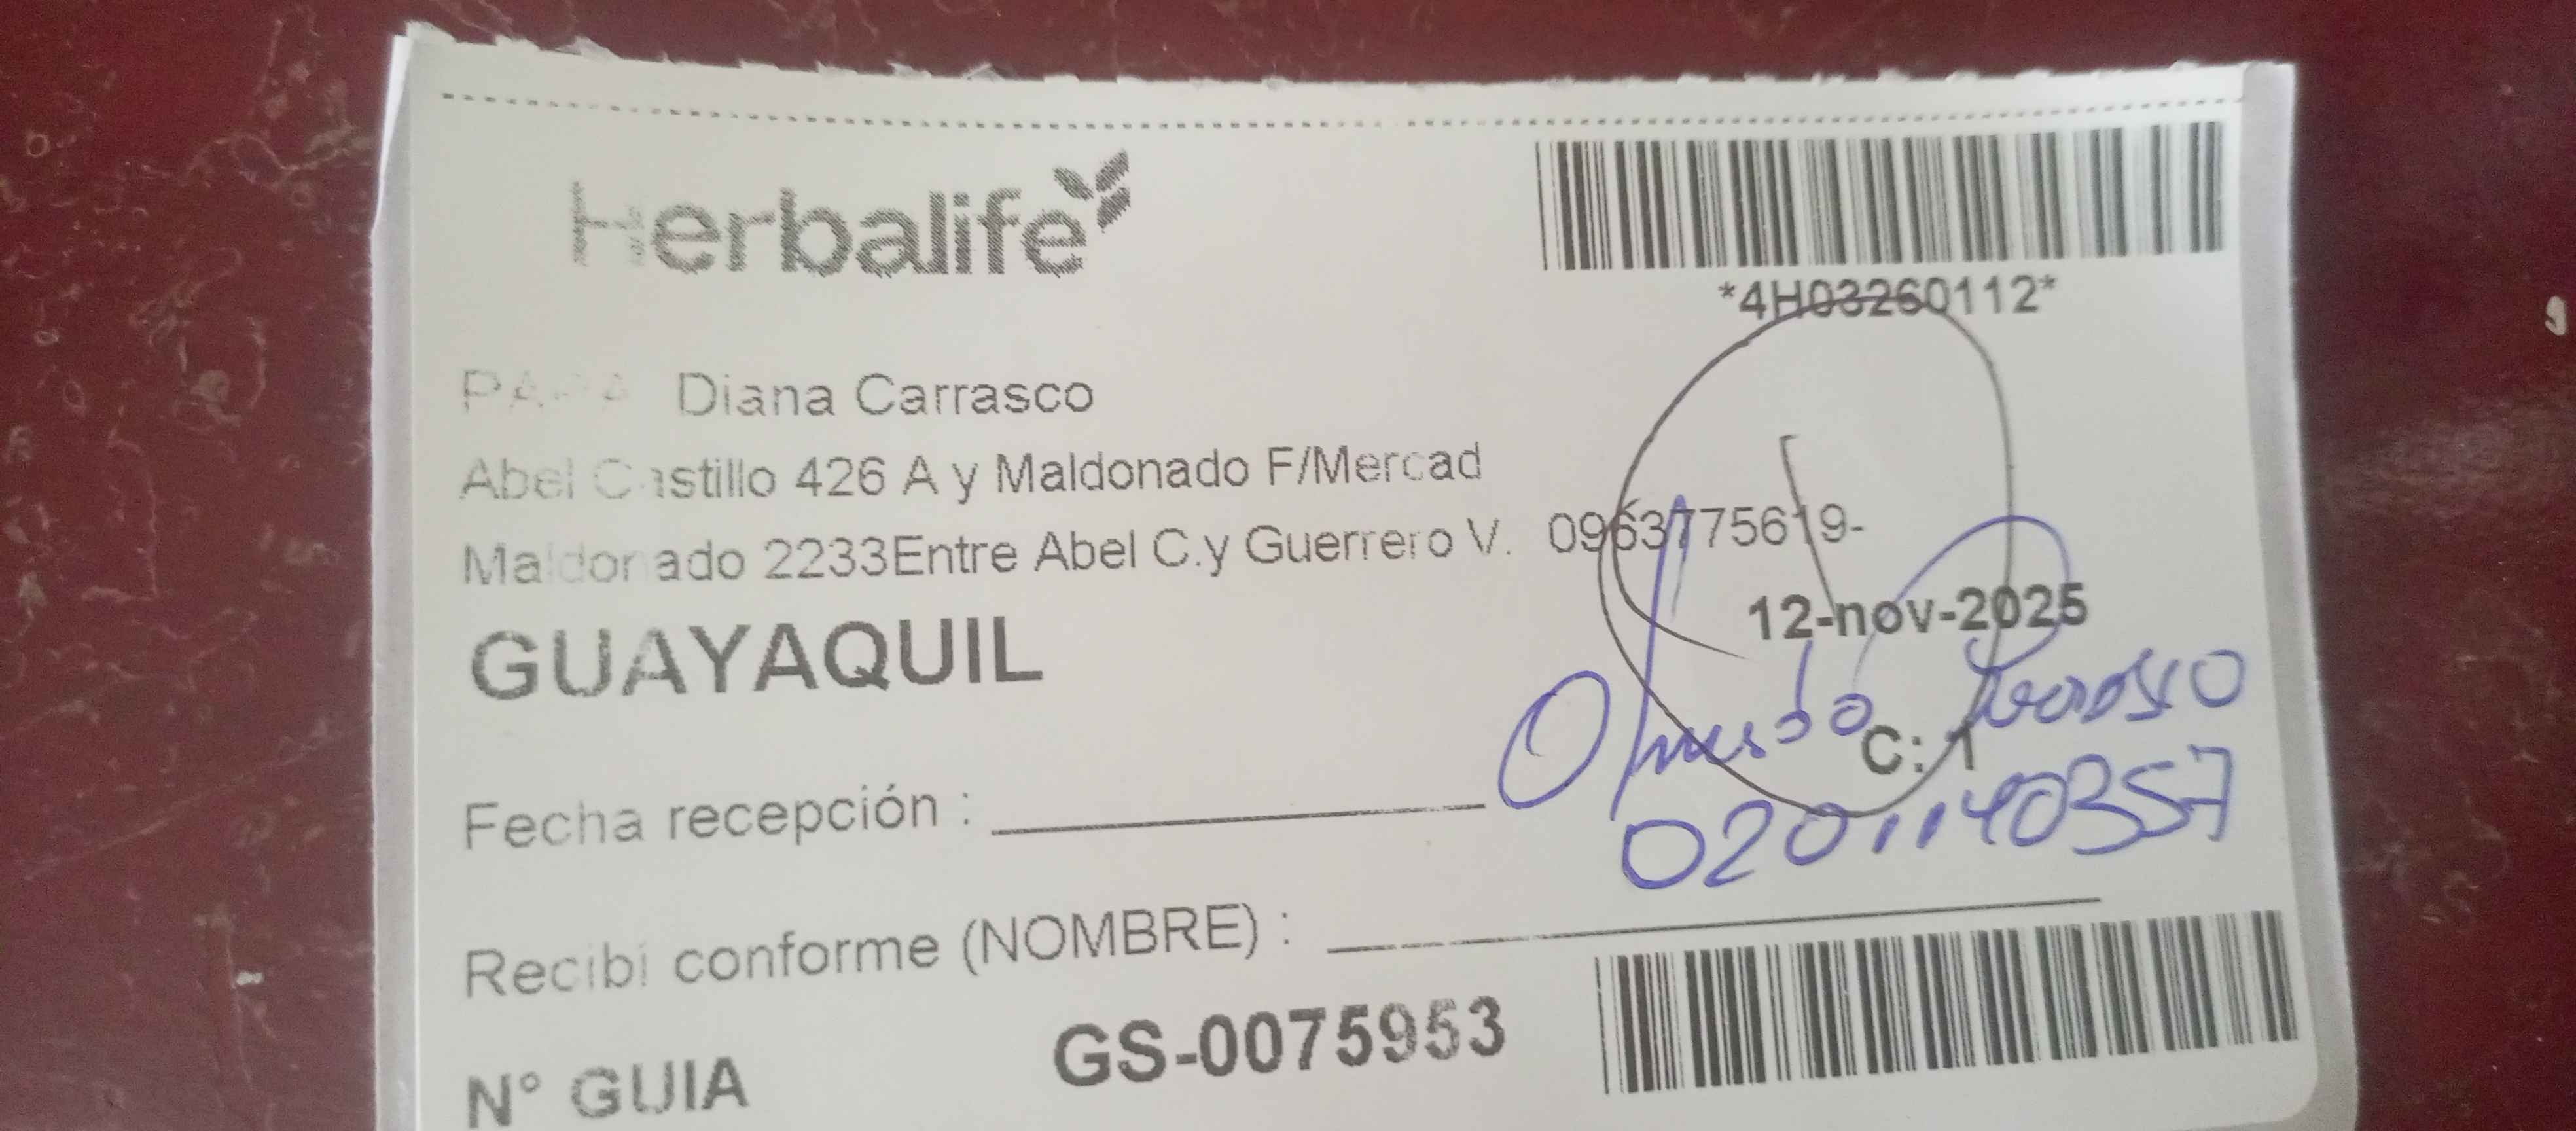 Herbalife
*4H03260112*
PARA Diana Carrasco
Abel Castillo 426 A y Maldonado F/Mercad
Maldonado 2233Entre Abel C.y Guerrero V. 0963775619-
12-nov-2025
GUAYAQUIL
C: 1
Fecha recepción :
0201140357
Recibi conforme (NOMBRE) :
N° GUIA GS-0075953